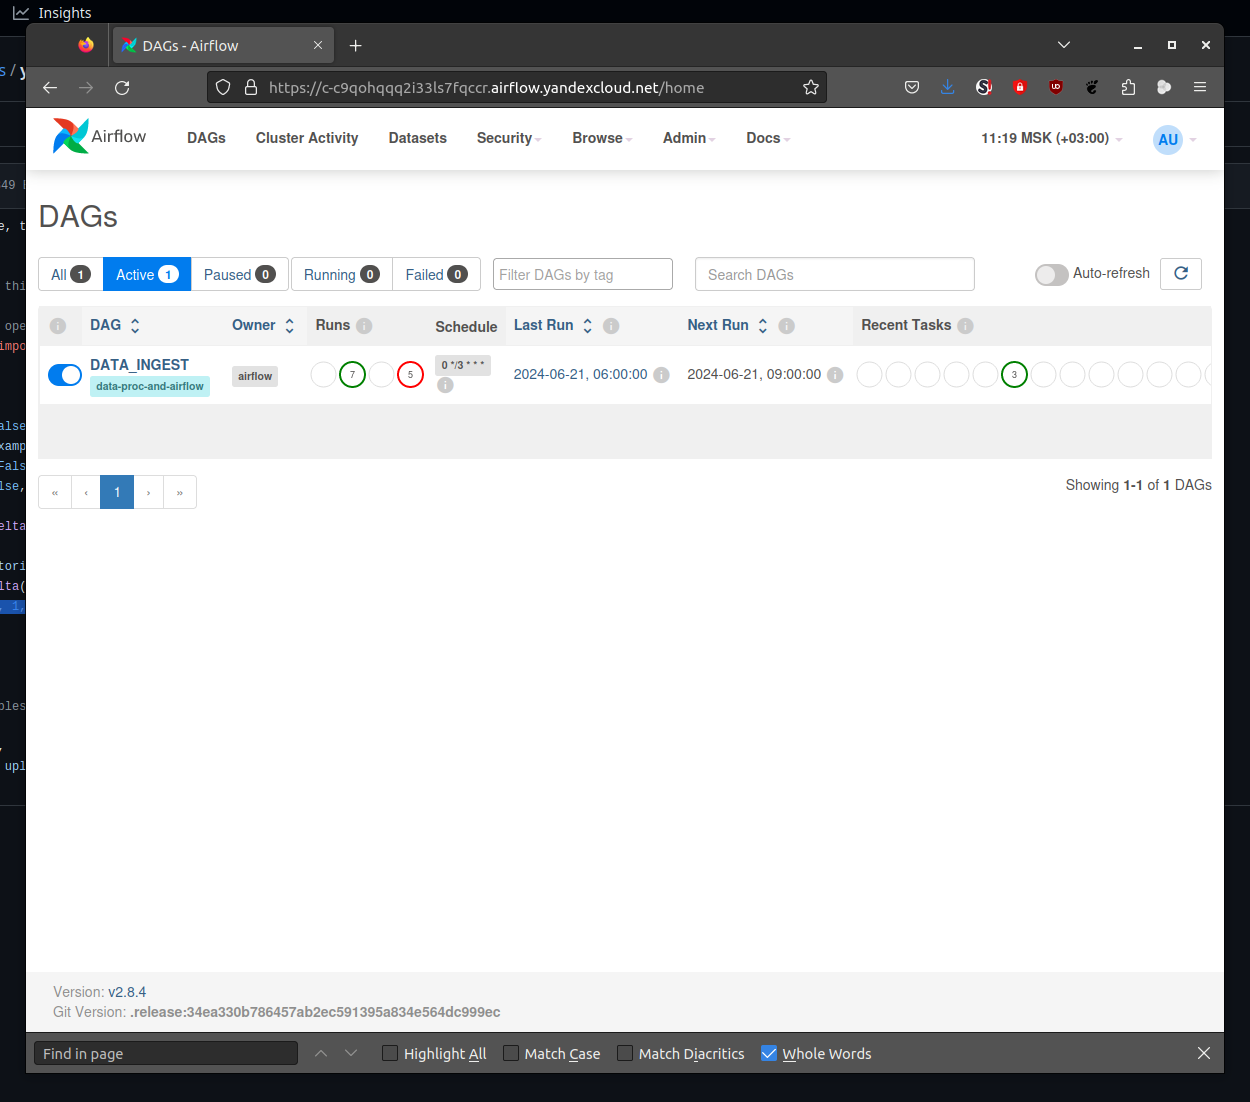 Insights
DAGs - Airflow
https://c-c9qohqqq2i33ls7fqccr.airflow.yandexcloud.net/home
Airflow
DAGs
Cluster Activity
Datasets
Security
Browse
Admin
Docs
11:19 MSK (+03:00)
AU
DAGs
All 1
Active 1
Paused 0
Running 0
Failed 0
Filter DAGs by tag
Search DAGs
Auto-refresh
DAG
Owner
Runs
Schedule
Last Run
Next Run
Recent Tasks
DATA_INGEST
data-proc-and-airflow
airflow
7
5
0 */3 * * *
2024-06-21, 06:00:00
2024-06-21, 09:00:00
3
« ‹ 1 › »
Showing 1-1 of 1 DAGs
Version: v2.8.4
Git Version: .release:34ea330b786457ab2ec591395a834e564dc999ec
Find in page
Highlight All
Match Case
Match Diacritics
Whole Words